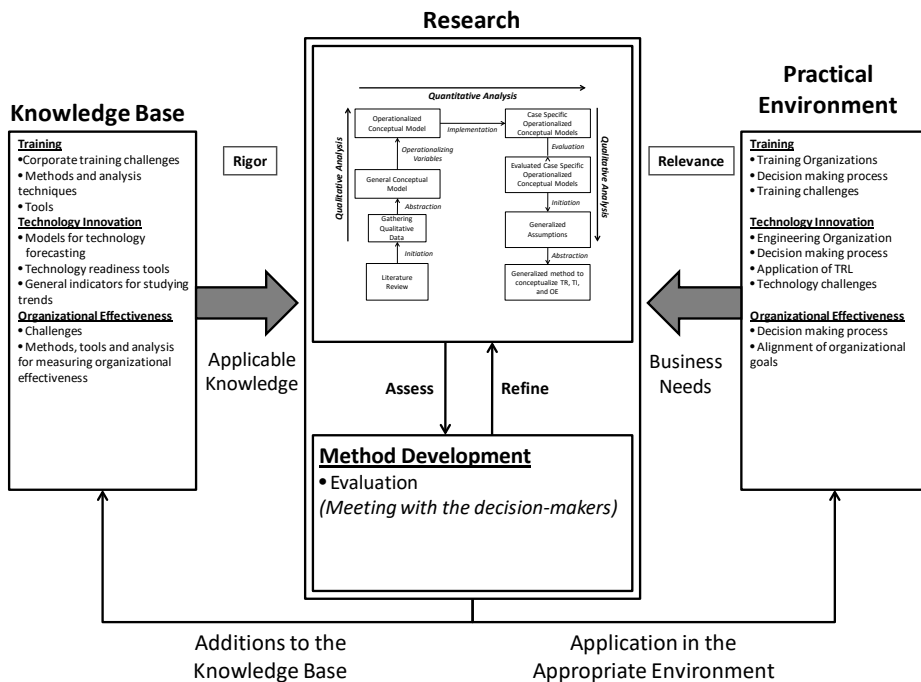 Research
Knowledge Base
Training
•Corporate training challenges
• Methods and analysis
techniques
• Tools
Technology Innovation
• Models for technology
forecasting
• Technology readiness tools
• General indicators for studying
trends
Organizational Effectiveness
• Challenges
• Methods, tools and analysis
for measuring organizational
effectiveness
Rigor
Applicable
Knowledge
Quantitative Analysis
Qualitative Analysis
Operationalized
Conceptual Model
Implementation
Operationalizing
Variables
General Conceptual
Model
Abstraction
Gathering
Qualitative
Data
Initiation
Literature
Review
Case Specific
Operationalized
Conceptual Models
Evaluation
Evaluated Case Specific
Operationalized
Conceptual Models
Initiation
Generalized
Assumptions
Abstraction
Generalized method to
conceptualize TR, TI,
and OE
Qualitative Analysis
Assess
Refine
Method Development
• Evaluation
(Meeting with the decision-makers)
Relevance
Business
Needs
Practical
Environment
Training
• Training Organizations
• Decision making process
• Training challenges
Technology Innovation
• Engineering Organization
• Decision making process
• Application of TRL
• Technology challenges
Organizational Effectiveness
• Decision making process
• Alignment of organizational
goals
Additions to the
Knowledge Base
Application in the
Appropriate Environment